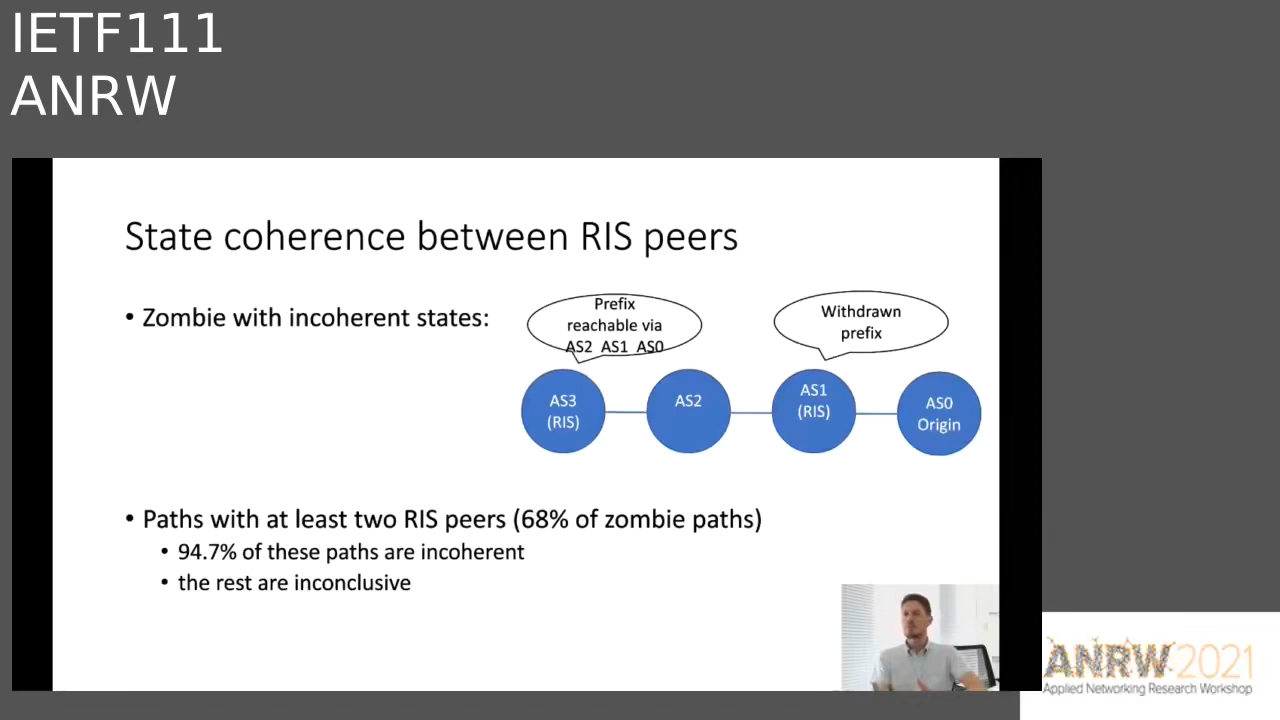 IETF111
ANRW
State coherence between RIS peers
• Zombie with incoherent states:
Prefix
reachable via
AS2 AS1 AS0
Withdrawn
prefix
AS3
(RIS)
AS2
AS1
(RIS)
AS0
Origin
• Paths with at least two RIS peers (68% of zombie paths)
• 94.7% of these paths are incoherent
• the rest are inconclusive
ANRW 2021
Applied Networking Research Workshop